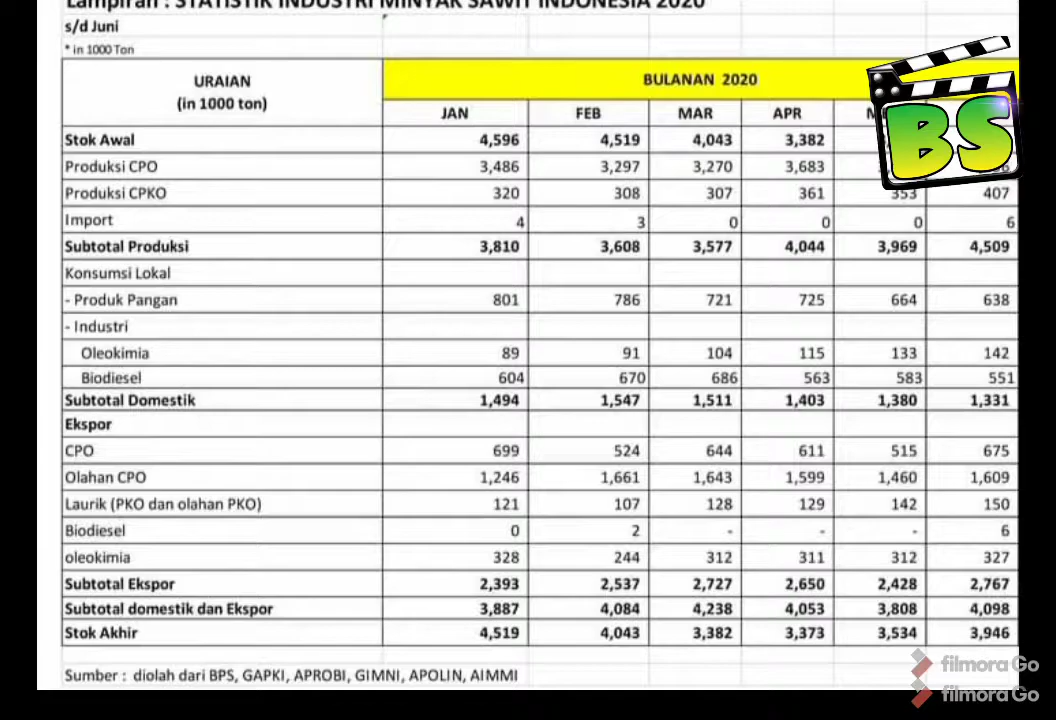 Lampiran : STATISTIK INDUSTRI MINYAK SAWIT INDONESIA 2020
s/d Juni
* in 1000 Ton
URAIAN
(in 1000 ton)
BULANAN 2020
JAN FEB MAR APR
Stok Awal 4,596 4,519 4,043 3,382
Produksi CPO 3,486 3,297 3,270 3,683
Produksi CPKO 320 308 307 361 353 407
Import 4 3 0 0 0 6
Subtotal Produksi 3,810 3,608 3,577 4,044 3,969 4,509
Konsumsi Lokal
- Produk Pangan 801 786 721 725 664 638
- Industri
Oleokimia 89 91 104 115 133 142
Biodiesel 604 670 686 563 583 551
Subtotal Domestik 1,494 1,547 1,511 1,403 1,380 1,331
Ekspor
CPO 699 524 644 611 515 675
Olahan CPO 1,246 1,661 1,643 1,599 1,460 1,609
Laurik (PKO dan olahan PKO) 121 107 128 129 142 150
Biodiesel 0 2 - - - 6
oleokimia 328 244 312 311 312 327
Subtotal Ekspor 2,393 2,537 2,727 2,650 2,428 2,767
Subtotal domestik dan Ekspor 3,887 4,084 4,238 4,053 3,808 4,098
Stok Akhir 4,519 4,043 3,382 3,373 3,534 3,946
Sumber : diolah dari BPS, GAPKI, APROBI, GIMNI, APOLIN, AIMMI
BS
filmoraGo
filmoraGo